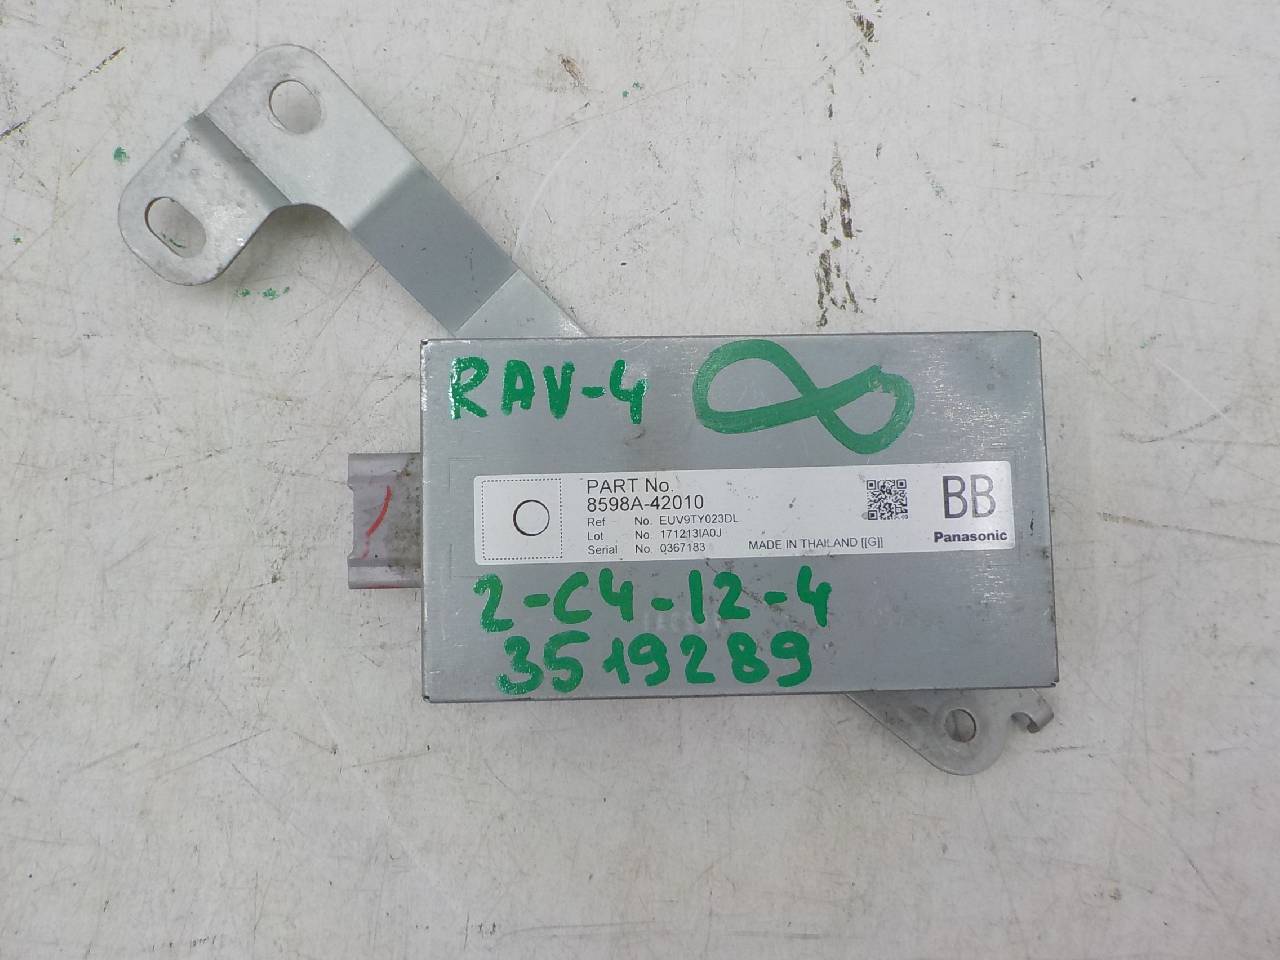 RAV-4
PART No.
8598A-42010
Ref No. EUV9TY023DL
Lot No. 171213IA0J
Serial No. 0367183
MADE IN THAILAND [[G]]
BB
Panasonic
2-C4-12-4
3519289